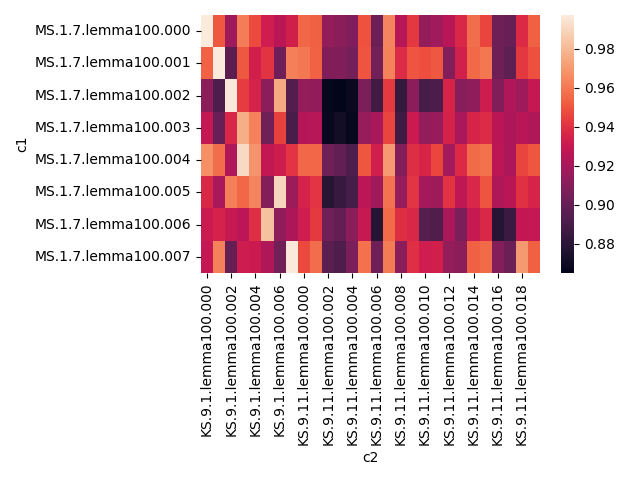 MS.1.7.lemma100.000
MS.1.7.lemma100.001
MS.1.7.lemma100.002
MS.1.7.lemma100.003
MS.1.7.lemma100.004
MS.1.7.lemma100.005
MS.1.7.lemma100.006
MS.1.7.lemma100.007
c1
KS.9.1.lemma100.000
KS.9.1.lemma100.002
KS.9.1.lemma100.004
KS.9.1.lemma100.006
KS.9.11.lemma100.000
KS.9.11.lemma100.002
KS.9.11.lemma100.004
KS.9.11.lemma100.006
KS.9.11.lemma100.008
KS.9.11.lemma100.010
KS.9.11.lemma100.012
KS.9.11.lemma100.014
KS.9.11.lemma100.016
KS.9.11.lemma100.018
c2
0.98
0.96
0.94
0.92
0.90
0.88